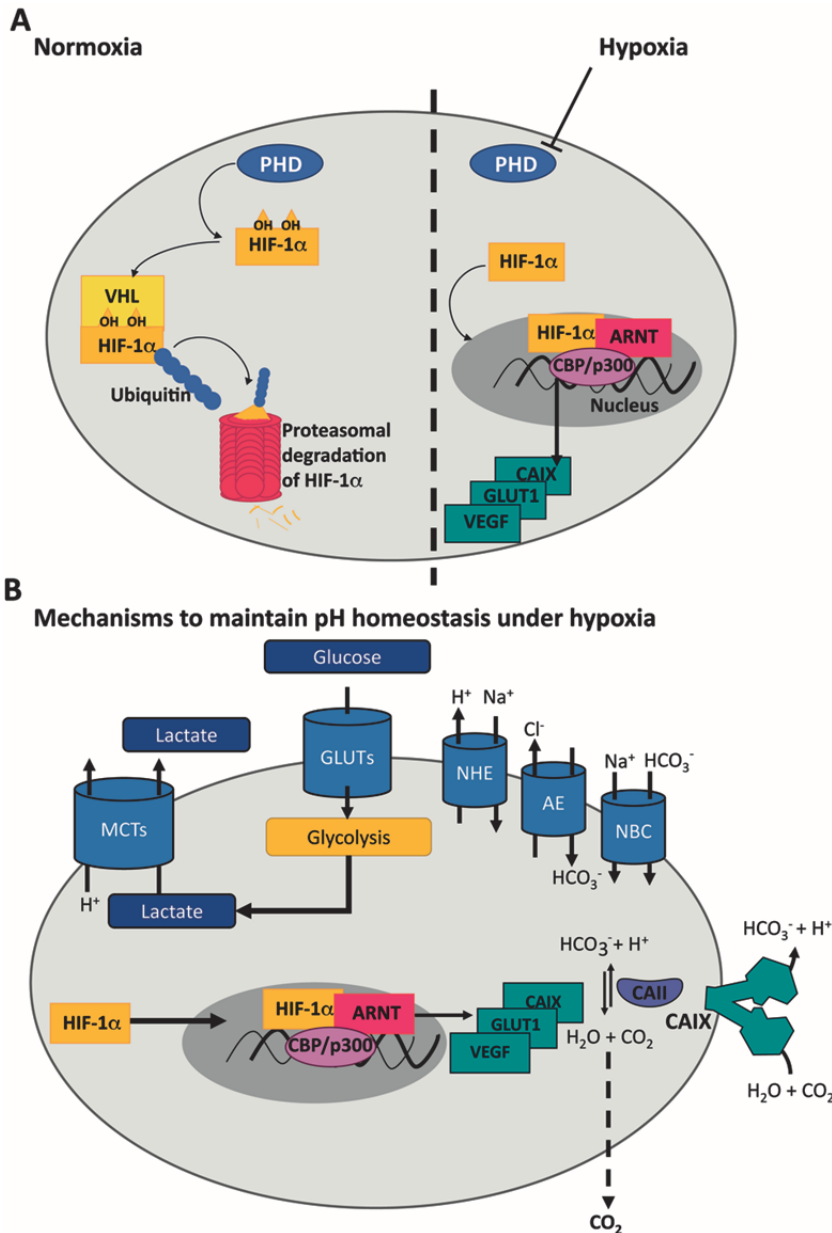 A
Normoxia
Hypoxia
PHD
PHD
OH OH
HIF-1α
HIF-1α
VHL
OH OH
HIF-1α
HIF-1α
ARNT
CBP/p300
Nucleus
Ubiquitin
Proteasomal
degradation
of HIF-1α
CAIX
GLUT1
VEGF
B
Mechanisms to maintain pH homeostasis under hypoxia
Glucose
H⁺ Na⁺
Lactate
Cl⁻
GLUTs
NHE
Na⁺ HCO₃⁻
AE
MCTs
NBC
Glycolysis
HCO₃⁻
H⁺
Lactate
HCO₃⁻ + H⁺
HCO₃⁻ + H⁺
CAII
CAIX
HIF-1α
HIF-1α
ARNT
CBP/p300
CAIX
GLUT1
VEGF
H₂O + CO₂
H₂O + CO₂
CO₂